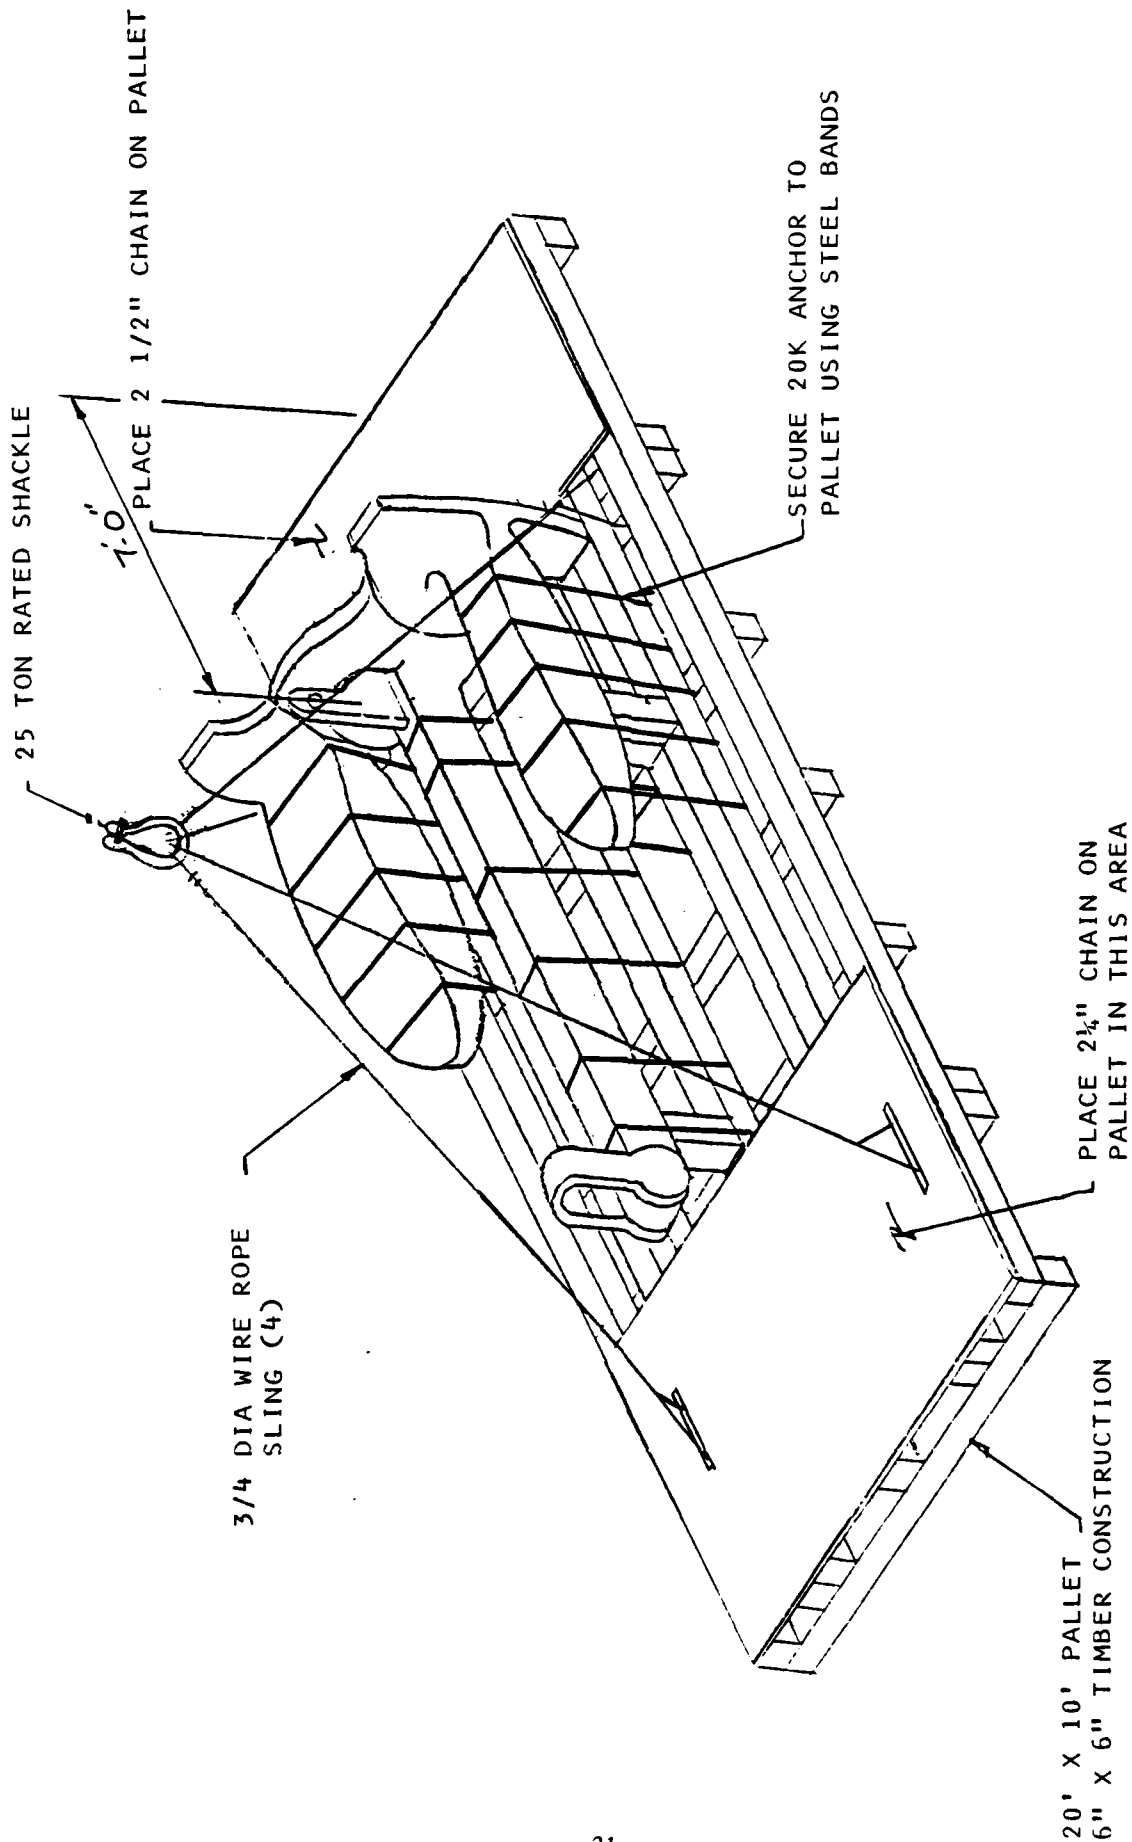 25 TON RATED SHACKLE
7'.0"
PLACE 2 1/2" CHAIN ON PALLET
3/4 DIA WIRE ROPE
SLING (4)
SECURE 20K ANCHOR TO
PALLET USING STEEL BANDS
PLACE 2¼" CHAIN ON
PALLET IN THIS AREA
20' X 10' PALLET
6" X 6" TIMBER CONSTRUCTION